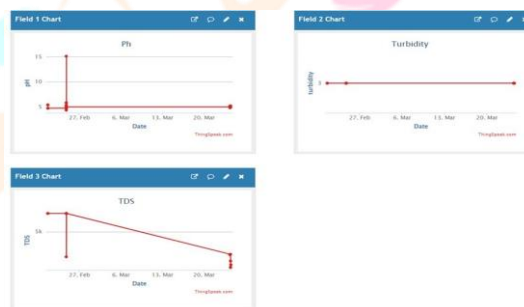 Field 1 Chart
Ph
15
10
5
pH
27. Feb
6. Mar
13. Mar
20. Mar
Date
ThingSpeak.com
Field 2 Chart
Turbidity
turbidity
27. Feb
6. Mar
13. Mar
20. Mar
Date
ThingSpeak.com
Field 3 Chart
TDS
TDS
27. Feb
6. Mar
13. Mar
20. Mar
Date
ThingSpeak.com